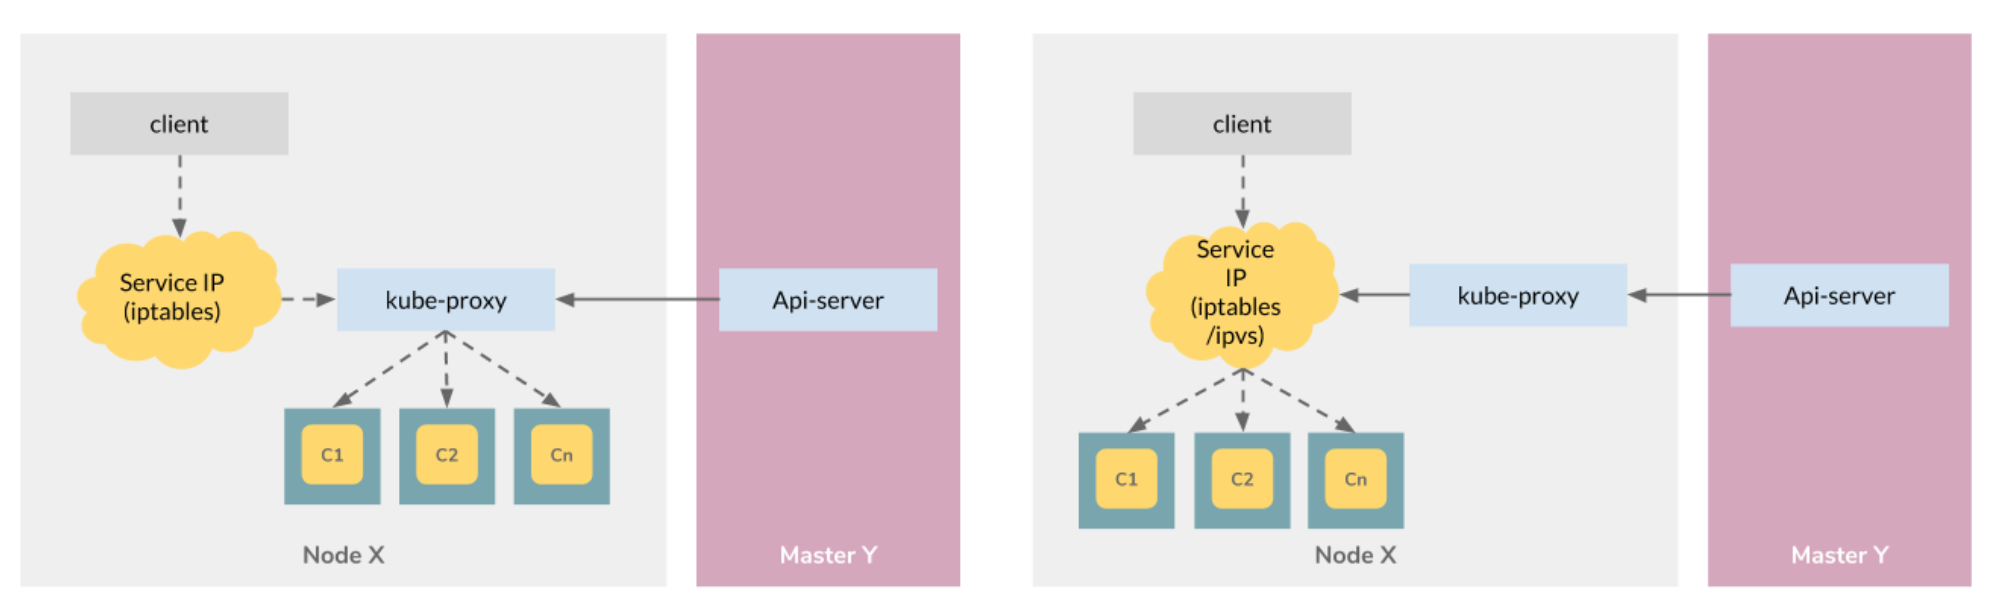 client
Service IP
(iptables)
kube-proxy
Api-server
C1
C2
Cn
Node X
Master Y
client
Service
IP
(iptables
/ipvs)
kube-proxy
Api-server
C1
C2
Cn
Node X
Master Y